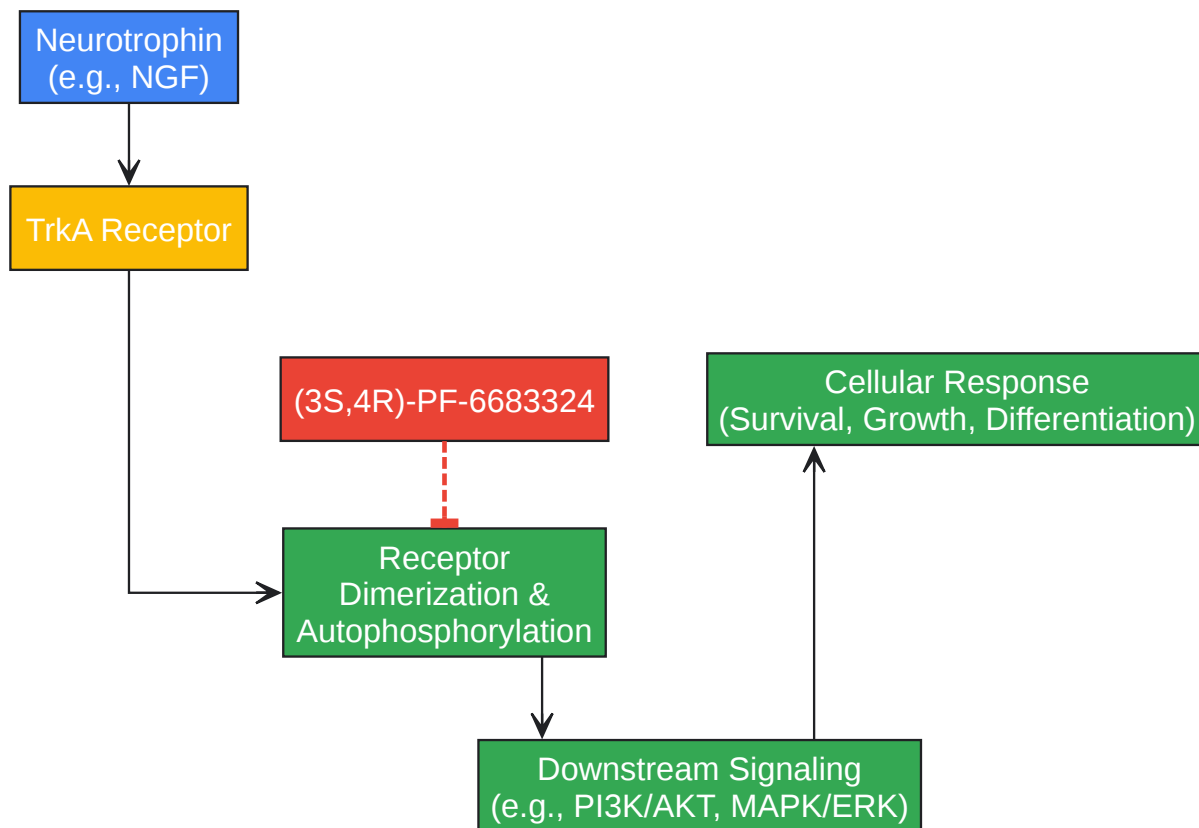 Neurotrophin
(e.g., NGF)
TrkA Receptor
(3S,4R)-PF-6683324
Cellular Response
(Survival, Growth, Differentiation)
Receptor
Dimerization &
Autophosphorylation
Downstream Signaling
(e.g., PI3K/AKT, MAPK/ERK)